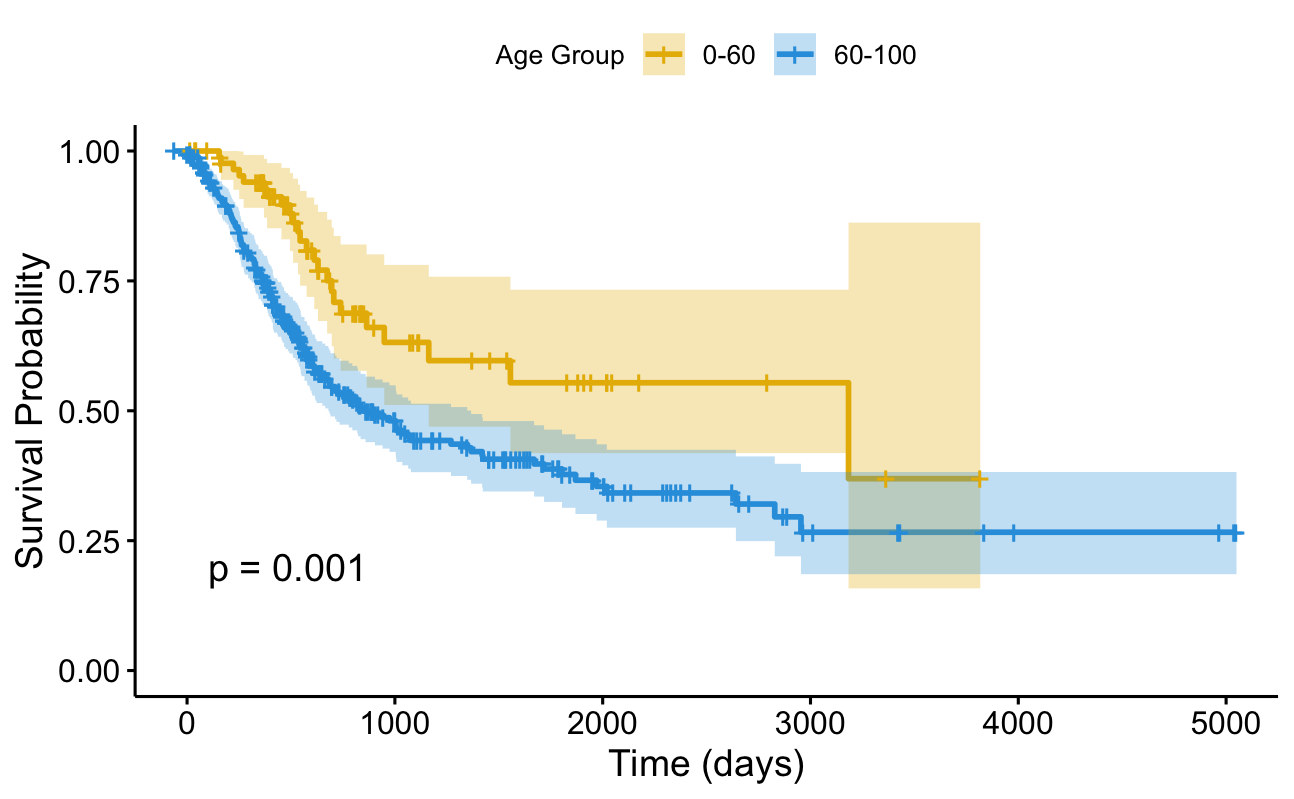 Age Group 0-60 60-100
1.00
0.75
0.50
0.25
0.00
Survival Probability
p = 0.001
0 1000 2000 3000 4000 5000
Time (days)